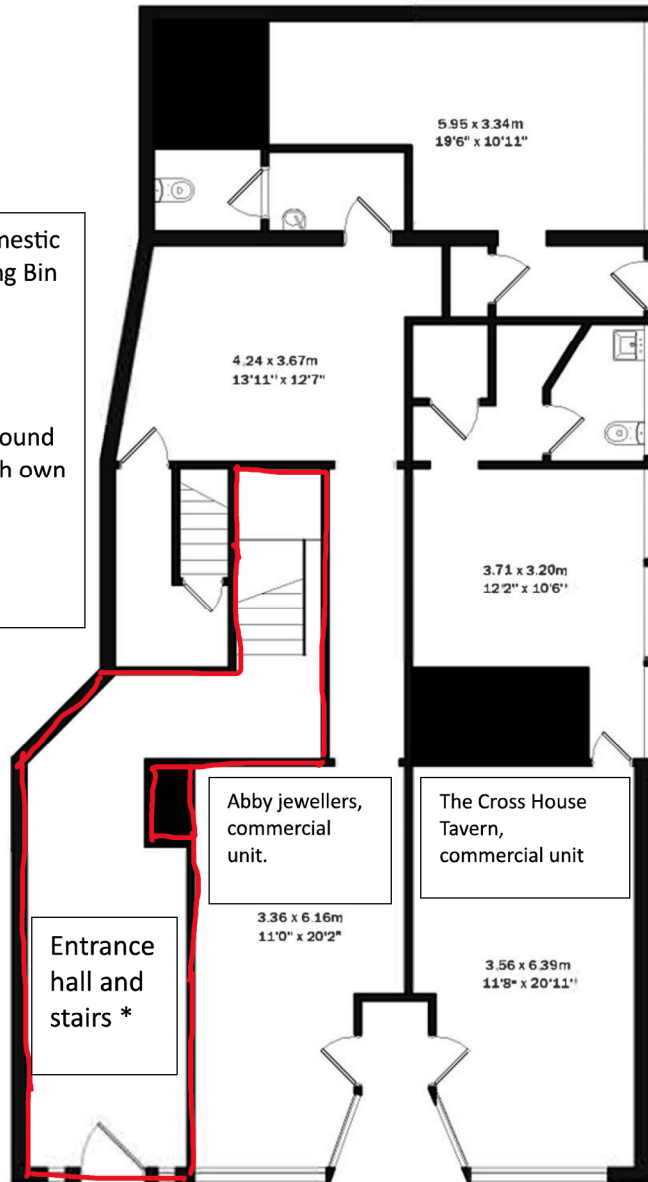 5.95 x 3.34m
19'6" x 10'11"
mestic
ng Bin
ound
h own
4.24 x 3.67m
13'11" x 12'7"
3.71 x 3.20m
12'2" x 10'6"
Abby jewellers,
commercial
unit.
The Cross House
Tavern,
commercial unit
3.36 x 6.16m
11'0" x 20'2"
Entrance
hall and
stairs *
3.56 x 6.39m
11'8" x 20'11"